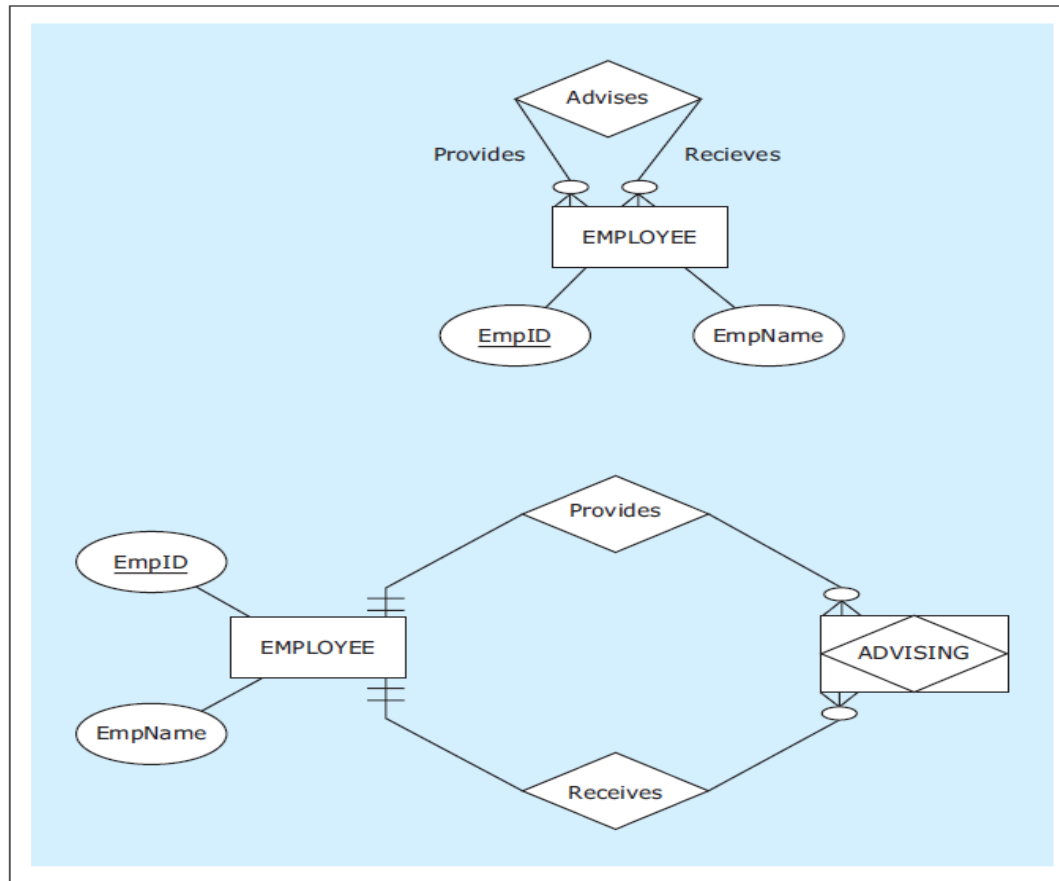 Advises
Provides Recieves
EMPLOYEE
EmpID EmpName
Provides
EmpID
EMPLOYEE ADVISING
EmpName
Receives